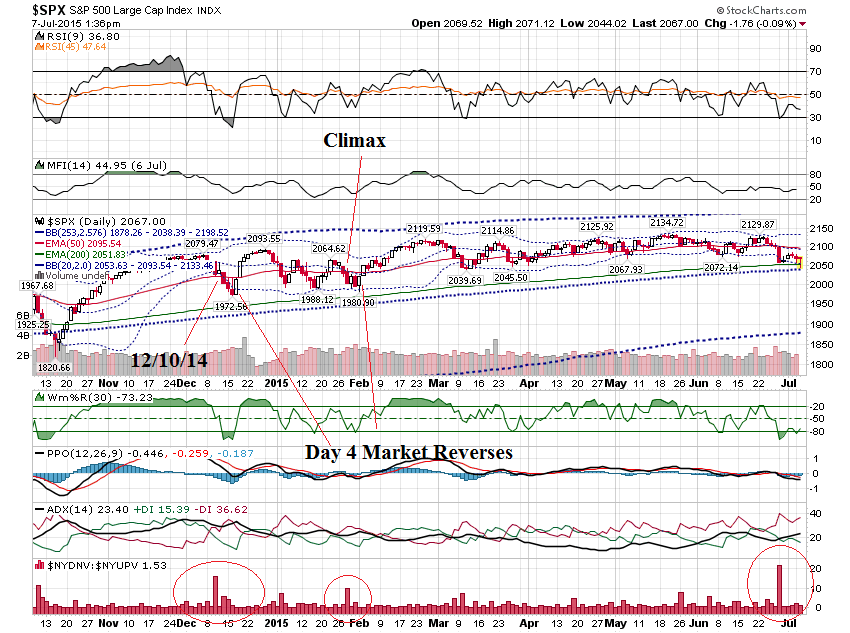 $SPX S&P 500 Large Cap Index INDX © StockCharts.com
7-Jul-2015 1:36pm Open 2069.52 High 2071.12 Low 2044.02 Last 2067.00 Chg -1.76 (-0.09%)
RSI(9) 36.80
RSI(45) 47.64
90
70
50
30
10
Climax
MFI(14) 44.95 (6 Jul)
80
50
20
$SPX (Daily) 2067.00
BB(253,2.576) 1878.26 - 2038.39 - 2198.52
EMA(50) 2095.54
EMA(200) 2051.83
BB(20,2.0) 2053.63 - 2093.54 - 2133.46
Volume undef
2079.47 2093.55 2064.62 2119.59 2114.86 2125.92 2134.72 2129.87
1967.68 1925.25 1820.66 1972.56 1988.12 1980.90 2039.69 2045.50 2067.93 2072.14
2150
2100
2050
2000
1950
1900
1850
1800
6B
4B
2B
12/10/14
13 20 27 Nov 10 17 24 Dec 8 15 22 2015 12 20 26 Feb 9 17 23 Mar 9 16 23 Apr 13 20 27 May 11 18 26 Jun 8 15 22 Jul
Wm%R(30) -73.23
-20
-50
-80
Day 4 Market Reverses
PPO(12,26,9) -0.446, -0.259, -0.187
1
0
-1
ADX(14) 23.40 +DI 15.39 -DI 36.62
40
20
$NYDNV:$NYUPV 1.53
20
10
0
13 20 27 Nov 10 17 24 Dec 8 15 22 2015 12 20 26 Feb 9 17 23 Mar 9 16 23 Apr 13 20 27 May 11 18 26 Jun 8 15 22 Jul